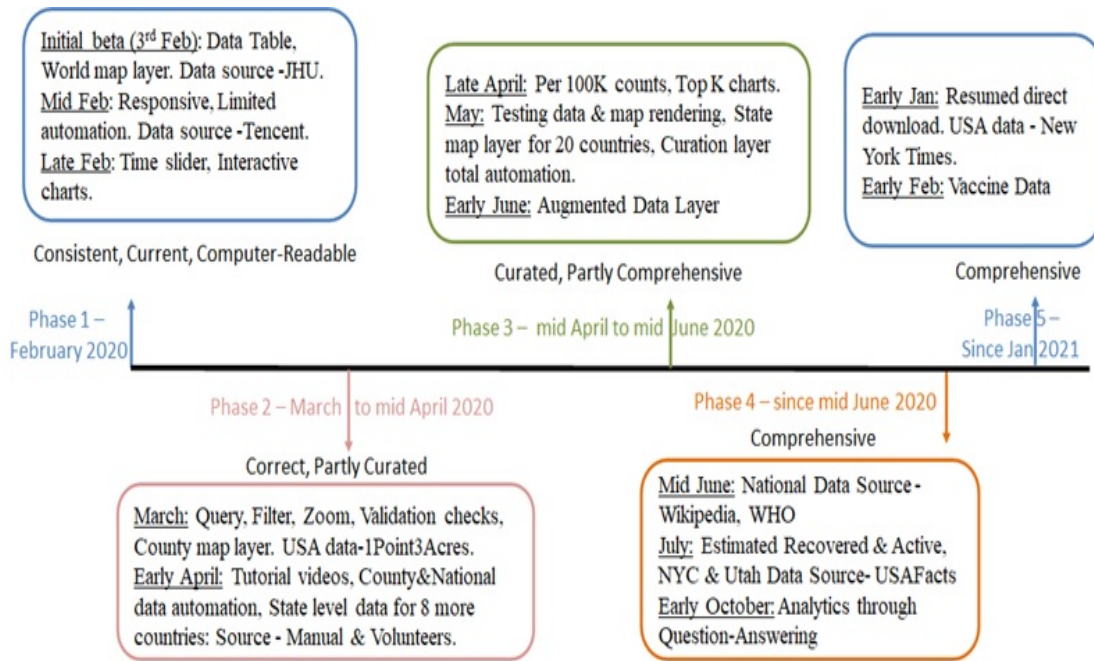 Initial beta (3rd Feb): Data Table,
World map layer. Data source -JHU.
Mid Feb: Responsive, Limited
automation. Data source -Tencent.
Late Feb: Time slider, Interactive
charts.
Consistent, Current, Computer-Readable
Phase 1 –
February 2020
Late April: Per 100K counts, Top K charts.
May: Testing data & map rendering, State
map layer for 20 countries, Curation layer
total automation.
Early June: Augmented Data Layer
Curated, Partly Comprehensive
Phase 3 – mid April to mid June 2020
Early Jan: Resumed direct
download. USA data - New
York Times.
Early Feb: Vaccine Data
Comprehensive
Phase 5 –
Since Jan 2021
Phase 2 – March to mid April 2020
Correct, Partly Curated
March: Query, Filter, Zoom, Validation checks,
County map layer. USA data-1Point3Acres.
Early April: Tutorial videos, County&National
data automation, State level data for 8 more
countries: Source - Manual & Volunteers.
Phase 4 – since mid June 2020
Comprehensive
Mid June: National Data Source -
Wikipedia, WHO
July: Estimated Recovered & Active,
NYC & Utah Data Source- USAFacts
Early October: Analytics through
Question-Answering